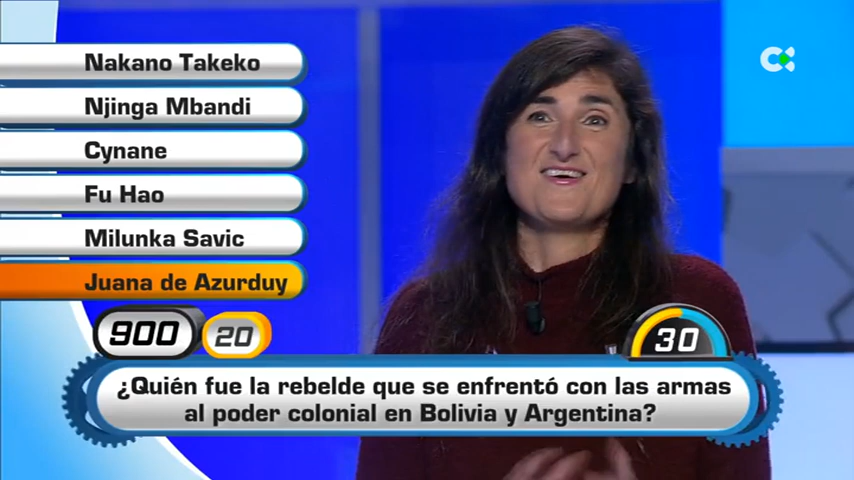 Nakano Takeko
Njinga Mbandi
Cynane
Fu Hao
Milunka Savic
Juana de Azurduy
900
20
30
¿Quién fue la rebelde que se enfrentó con las armas
al poder colonial en Bolivia y Argentina?